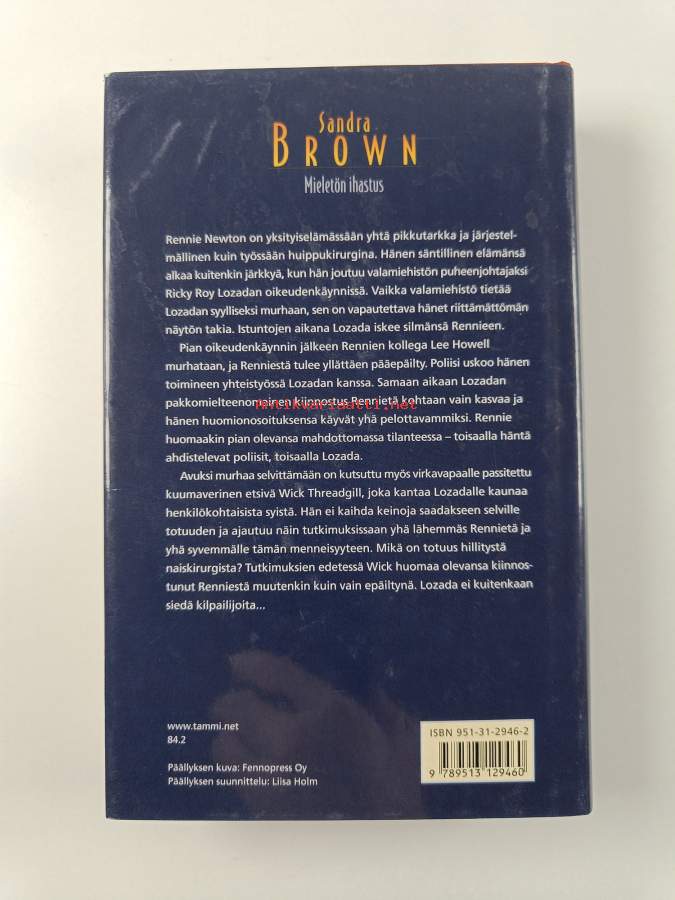 Sandra
BROWN
Mieletön ihastus
Rennie Newton on yksityiselämässään yhtä pikkutarkka ja järjestel-
mällinen kuin työssään huippukirurgina. Hänen säntillinen elämänsä
alkaa kuitenkin järkkyä, kun hän joutuu valamiehistön puheenjohtajaksi
Ricky Roy Lozadan oikeudenkäynnissä. Vaikka valamiehistö tietää
Lozadan syylliseksi murhaan, sen on vapautettava hänet riittämättömän
näytön takia. Istuntojen aikana Lozada iskee silmänsä Rennieen.
Pian oikeudenkäynnin jälkeen Rennien kollega Lee Howell
murhataan, ja Renniestä tulee yllättäen pääepäilty. Poliisi uskoo hänen
toimineen yhteistyössä Lozadan kanssa. Samaan aikaan Lozadan
pakkomielteenomainen kiinnostus Rennietä kohtaan vain kasvaa ja
Antikvariaatti.net
hänen huomionosoituksensa käyvät yhä pelottavammiksi. Rennie
huomaakin pian olevansa mahdottomassa tilanteessa – toisaalla häntä
ahdistelevat poliisit, toisaalla Lozada.
Avuksi murhaa selvittämään on kutsuttu myös virkavapaalle passitettu
kuumaverinen etsivä Wick Threadgill, joka kantaa Lozadalle kaunaa
henkilökohtaisista syistä. Hän ei kaihda keinoja saadakseen selville
totuuden ja ajautuu näin tutkimuksissaan yhä lähemmäs Rennietä ja
yhä syvemmälle tämän menneisyyteen. Mikä on totuus hillitystä
naiskirurgista? Tutkimuksien edetessä Wick huomaa olevansa kiinnos-
tunut Renniestä muutenkin kuin vain epäiltynä. Lozada ei kuitenkaan
siedä kilpailijoita...
www.tammi.net
84.2
Päällyksen kuva: Fennopress Oy
Päällyksen suunnittelu: Liisa Holm
ISBN 951-31-2946-2
9 789513 129460